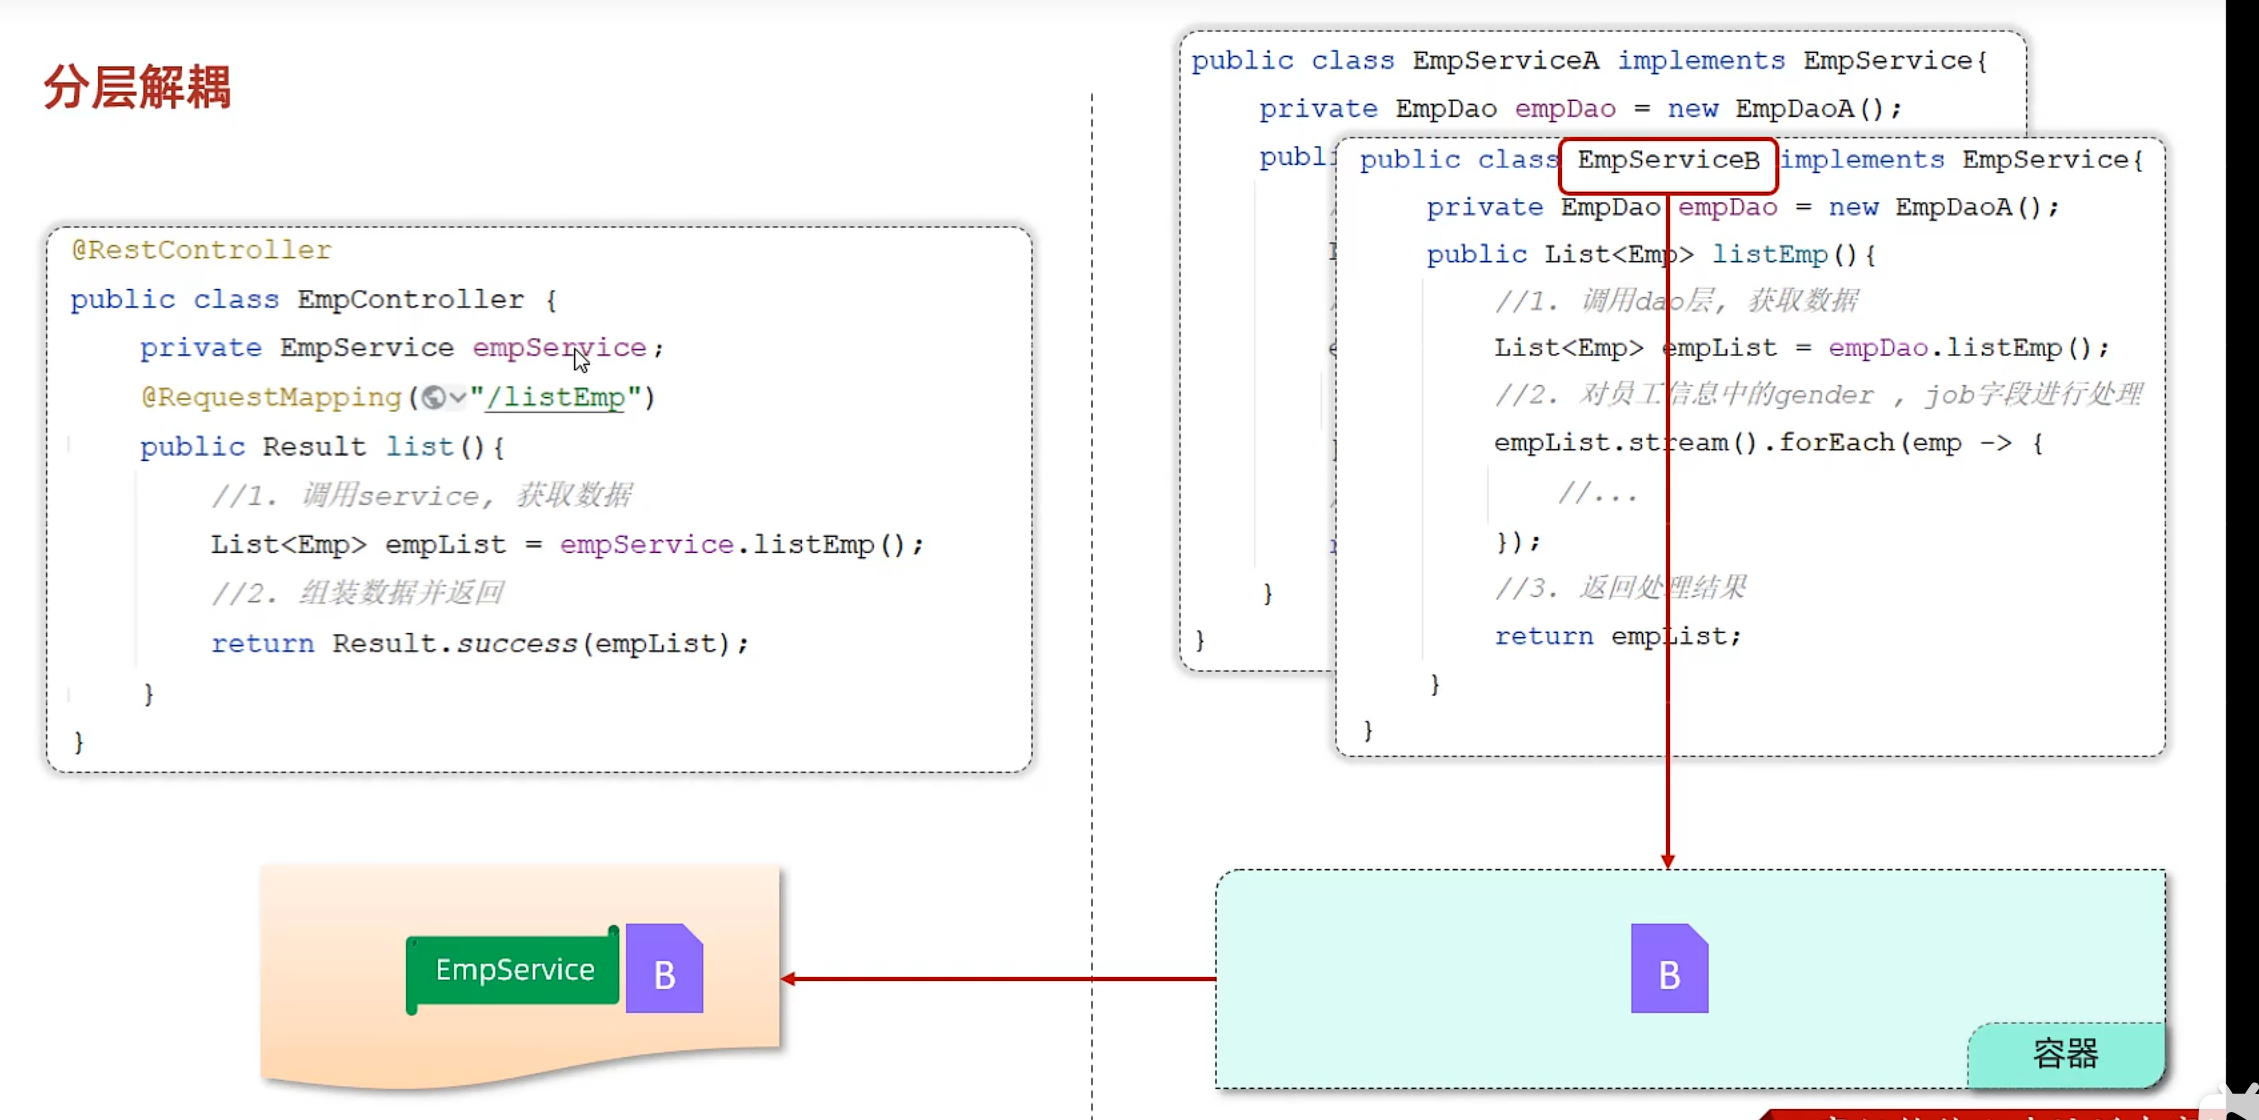 分层解耦
@RestController
public class EmpController {
private EmpService empService;
@RequestMapping("/listEmp")
public Result list(){
//1. 调用service, 获取数据
List<Emp> empList = empService.listEmp();
//2. 组装数据并返回
return Result.success(empList);
}
}
EmpService
B
public class EmpServiceA implements EmpService{
private EmpDao empDao = new EmpDaoA();
}
}
public class EmpServiceB implements EmpService{
private EmpDao empDao = new EmpDaoA();
public List<Emp> listEmp(){
//1. 调用dao层, 获取数据
List<Emp> empList = empDao.listEmp();
//2. 对员工信息中的gender , job字段进行处理
empList.stream().forEach(emp -> {
//...
});
//3. 返回处理结果
return empList;
}
}
B
容器